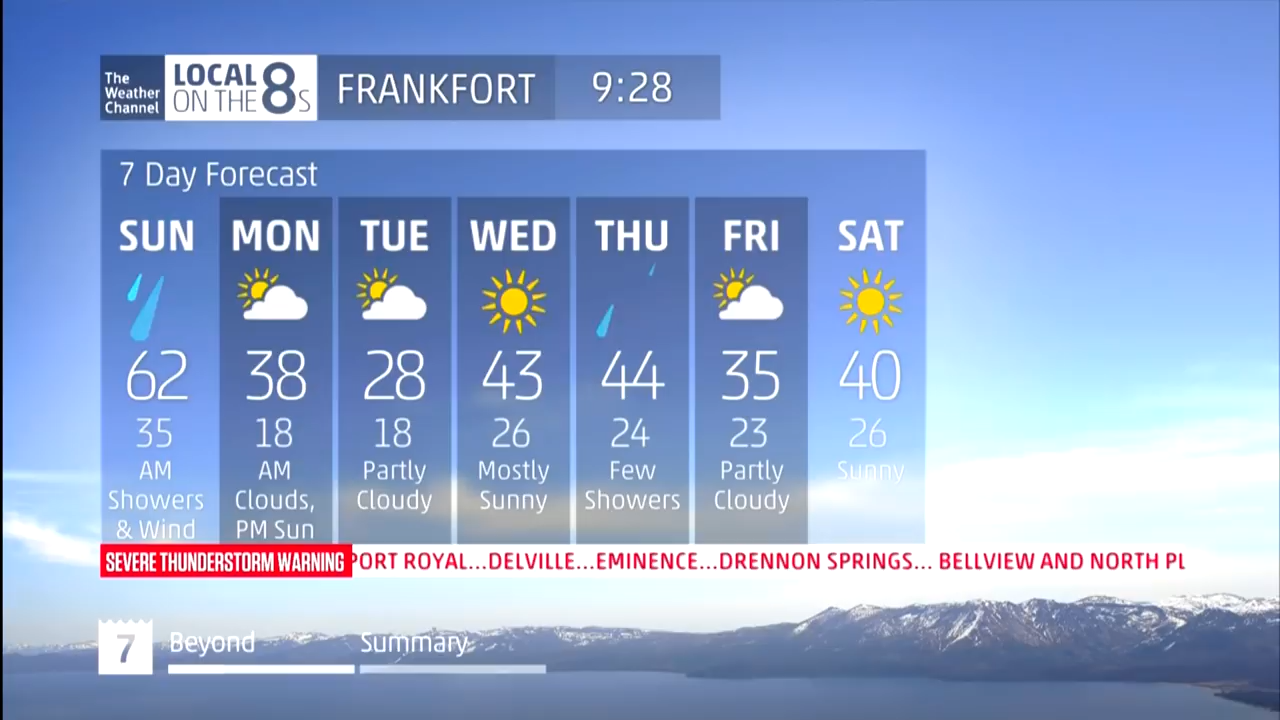 The
Weather
Channel
LOCAL
ON THE 8s
FRANKFORT
9:28
7 Day Forecast
SUN MON TUE WED THU FRI SAT
62 38 28 43 44 35 40
35 18 18 26 24 23 26
AM Showers & Wind
AM Clouds, PM Sun
Partly Cloudy
Mostly Sunny
Few Showers
Partly Cloudy
Sunny
SEVERE THUNDERSTORM WARNING PORT ROYAL...DELVILLE...EMINENCE...DRENNON SPRINGS... BELLVIEW AND NORTH PL
7 Beyond Summary